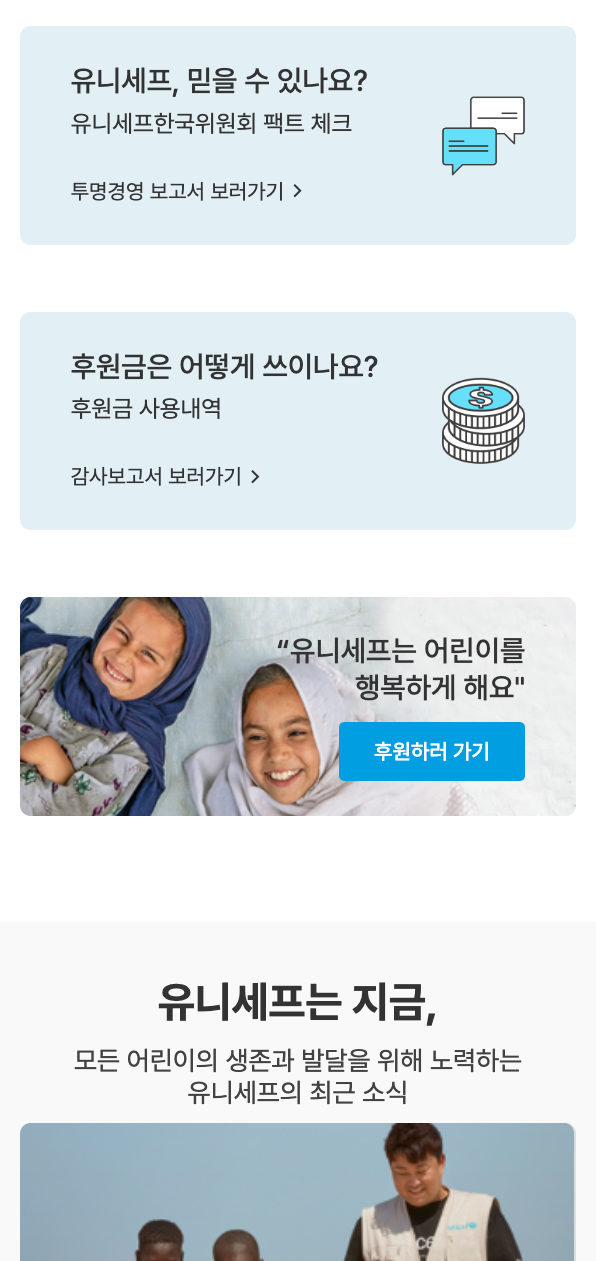 유니세프, 믿을 수 있나요?
유니세프한국위원회 팩트 체크
투명경영 보고서 보러가기 >
후원금은 어떻게 쓰이나요?
후원금 사용내역
$
감사보고서 보러가기 >
“유니세프는 어린이를
행복하게 해요"
후원하러 가기
유니세프는 지금,
모든 어린이의 생존과 발달을 위해 노력하는
유니세프의 최근 소식
unicef